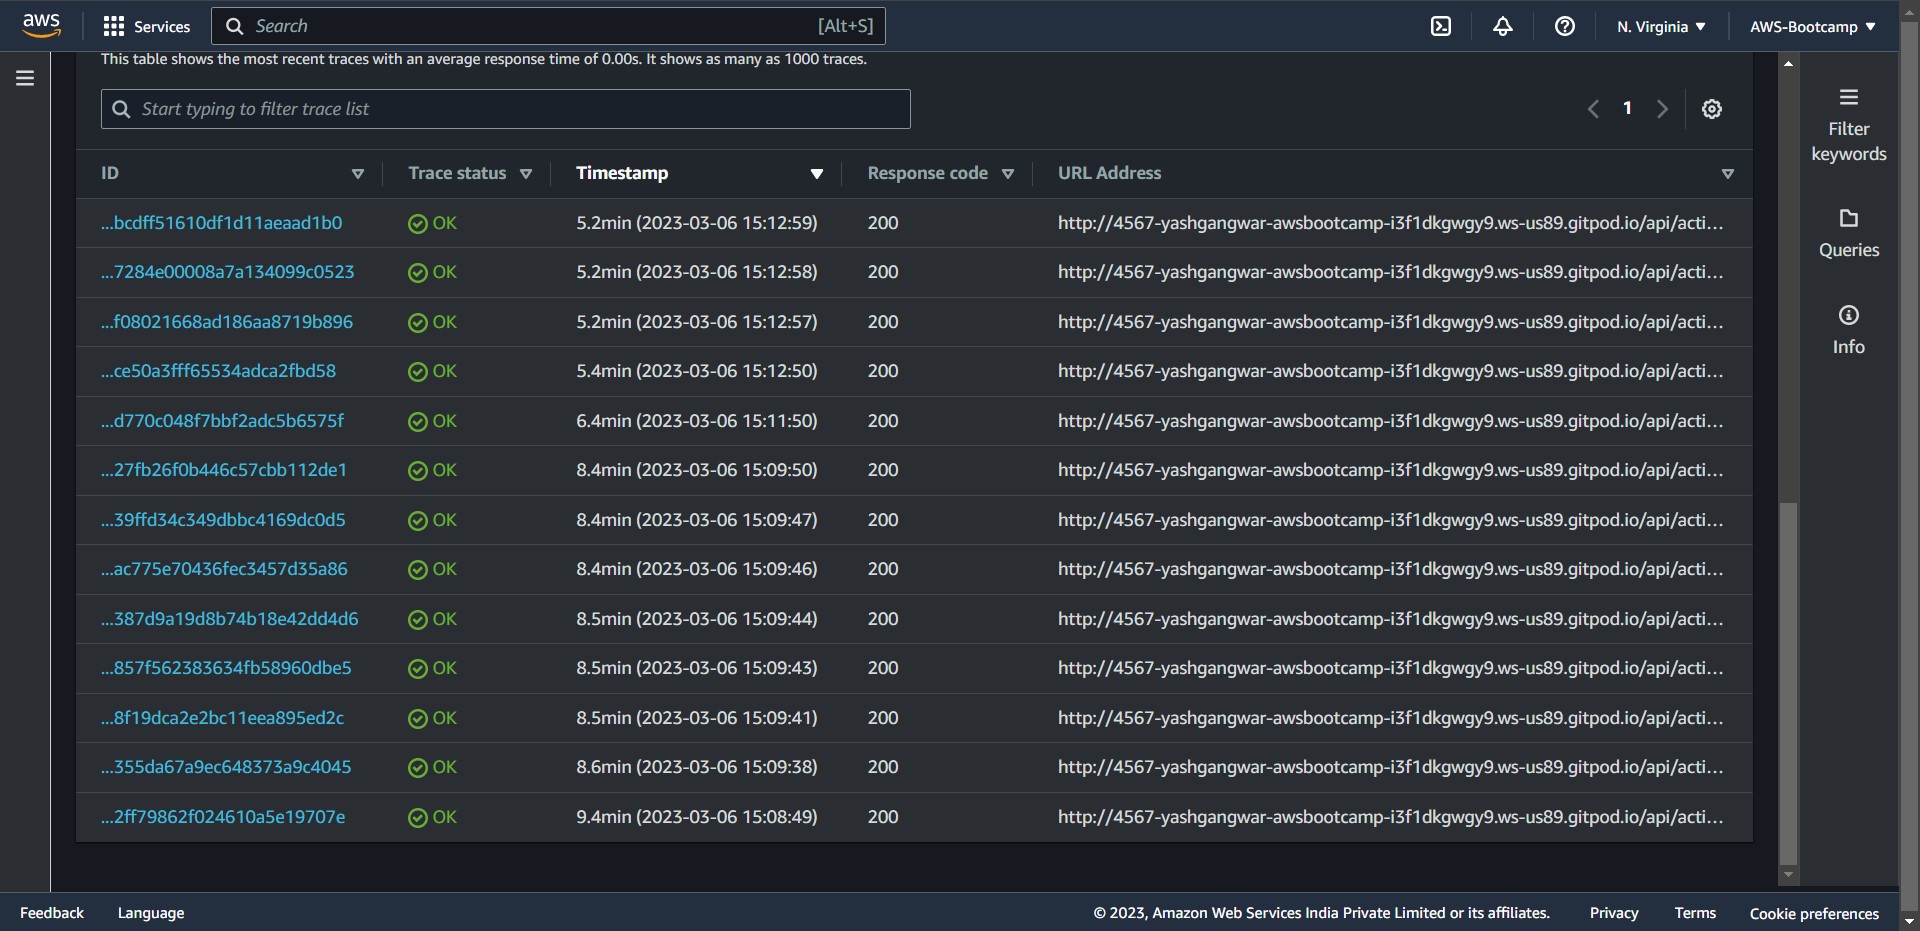 aws Services Search [Alt+S] N. Virginia AWS-Bootcamp
This table shows the most recent traces with an average response time of 0.00s. It shows as many as 1000 traces.
Start typing to filter trace list 1
ID Trace status Timestamp Response code URL Address
...bcdff51610df1d11aeaad1b0 OK 5.2min (2023-03-06 15:12:59) 200 http://4567-yashgangwar-awsbootcamp-i3f1dkgwgy9.ws-us89.gitpod.io/api/acti...
...7284e00008a7a134099c0523 OK 5.2min (2023-03-06 15:12:58) 200 http://4567-yashgangwar-awsbootcamp-i3f1dkgwgy9.ws-us89.gitpod.io/api/acti...
...f08021668ad186aa8719b896 OK 5.2min (2023-03-06 15:12:57) 200 http://4567-yashgangwar-awsbootcamp-i3f1dkgwgy9.ws-us89.gitpod.io/api/acti...
...ce50a3fff65534adca2fbd58 OK 5.4min (2023-03-06 15:12:50) 200 http://4567-yashgangwar-awsbootcamp-i3f1dkgwgy9.ws-us89.gitpod.io/api/acti...
...d770c048f7bbf2adc5b6575f OK 6.4min (2023-03-06 15:11:50) 200 http://4567-yashgangwar-awsbootcamp-i3f1dkgwgy9.ws-us89.gitpod.io/api/acti...
...27fb26f0b446c57cbb112de1 OK 8.4min (2023-03-06 15:09:50) 200 http://4567-yashgangwar-awsbootcamp-i3f1dkgwgy9.ws-us89.gitpod.io/api/acti...
...39ffd34c349dbbc4169dc0d5 OK 8.4min (2023-03-06 15:09:47) 200 http://4567-yashgangwar-awsbootcamp-i3f1dkgwgy9.ws-us89.gitpod.io/api/acti...
...ac775e70436fec3457d35a86 OK 8.4min (2023-03-06 15:09:46) 200 http://4567-yashgangwar-awsbootcamp-i3f1dkgwgy9.ws-us89.gitpod.io/api/acti...
...387d9a19d8b74b18e42dd4d6 OK 8.5min (2023-03-06 15:09:44) 200 http://4567-yashgangwar-awsbootcamp-i3f1dkgwgy9.ws-us89.gitpod.io/api/acti...
...857f562383634fb58960dbe5 OK 8.5min (2023-03-06 15:09:43) 200 http://4567-yashgangwar-awsbootcamp-i3f1dkgwgy9.ws-us89.gitpod.io/api/acti...
...8f19dca2e2bc11eea895ed2c OK 8.5min (2023-03-06 15:09:41) 200 http://4567-yashgangwar-awsbootcamp-i3f1dkgwgy9.ws-us89.gitpod.io/api/acti...
...355da67a9ec648373a9c4045 OK 8.6min (2023-03-06 15:09:38) 200 http://4567-yashgangwar-awsbootcamp-i3f1dkgwgy9.ws-us89.gitpod.io/api/acti...
...2ff79862f024610a5e19707e OK 9.4min (2023-03-06 15:08:49) 200 http://4567-yashgangwar-awsbootcamp-i3f1dkgwgy9.ws-us89.gitpod.io/api/acti...
Filter
keywords
Queries
Info
Feedback Language © 2023, Amazon Web Services India Private Limited or its affiliates. Privacy Terms Cookie preferences